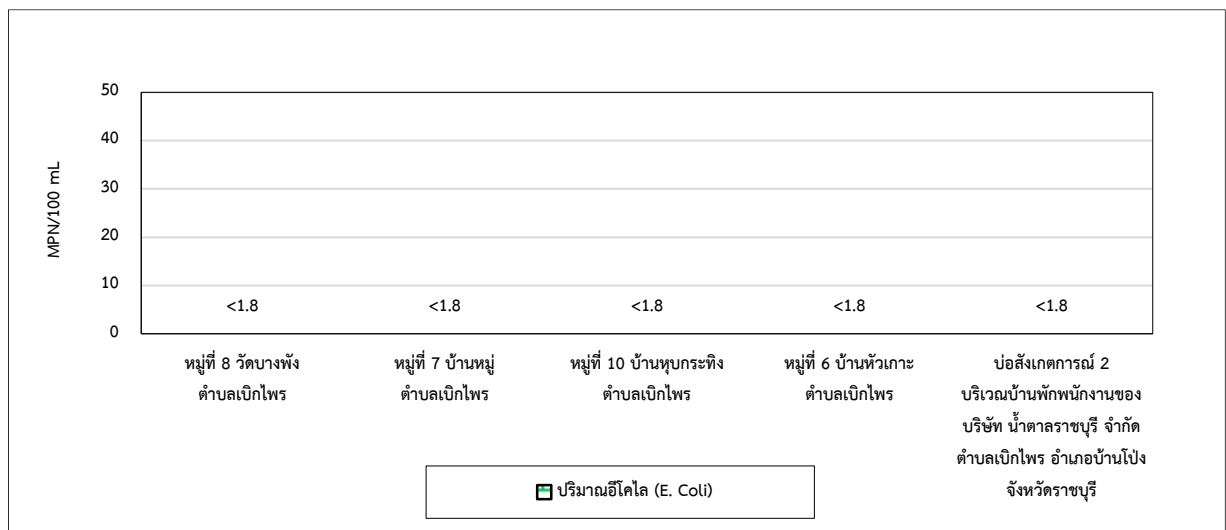 50
40
30
20
10
0
MPN/100 mL
<1.8
<1.8
<1.8
<1.8
<1.8
หมู่ที่ 8 วัดบางพัง
ตำบลเบิกไพร
หมู่ที่ 7 บ้านหมู่
ตำบลเบิกไพร
หมู่ที่ 10 บ้านหุบกระทิง
ตำบลเบิกไพร
หมู่ที่ 6 บ้านหัวเกาะ
ตำบลเบิกไพร
บ่อสังเกตการณ์ 2
บริเวณบ้านพักพนักงานของ
บริษัท น้ำตาลราชบุรี จำกัด
ตำบลเบิกไพร อำเภอบ้านโป่ง
จังหวัดราชบุรี
ปริมาณอีโคไล (E. Coli)